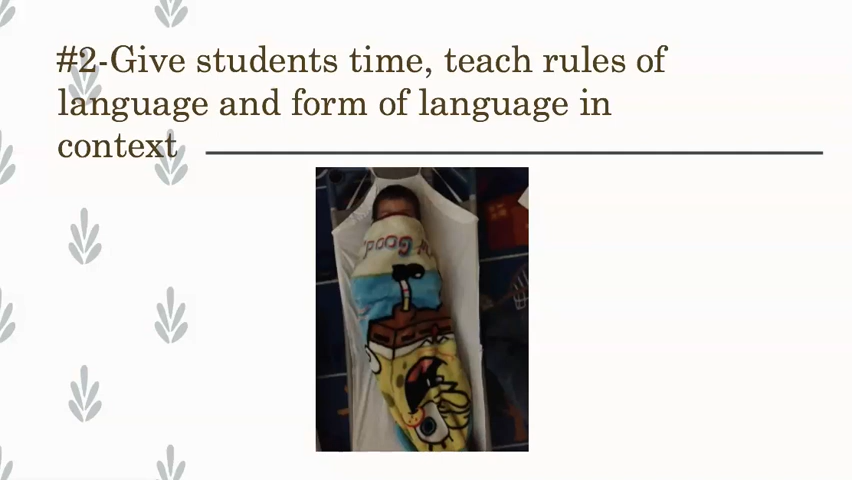 #2-Give students time, teach rules of
language and form of language in
context